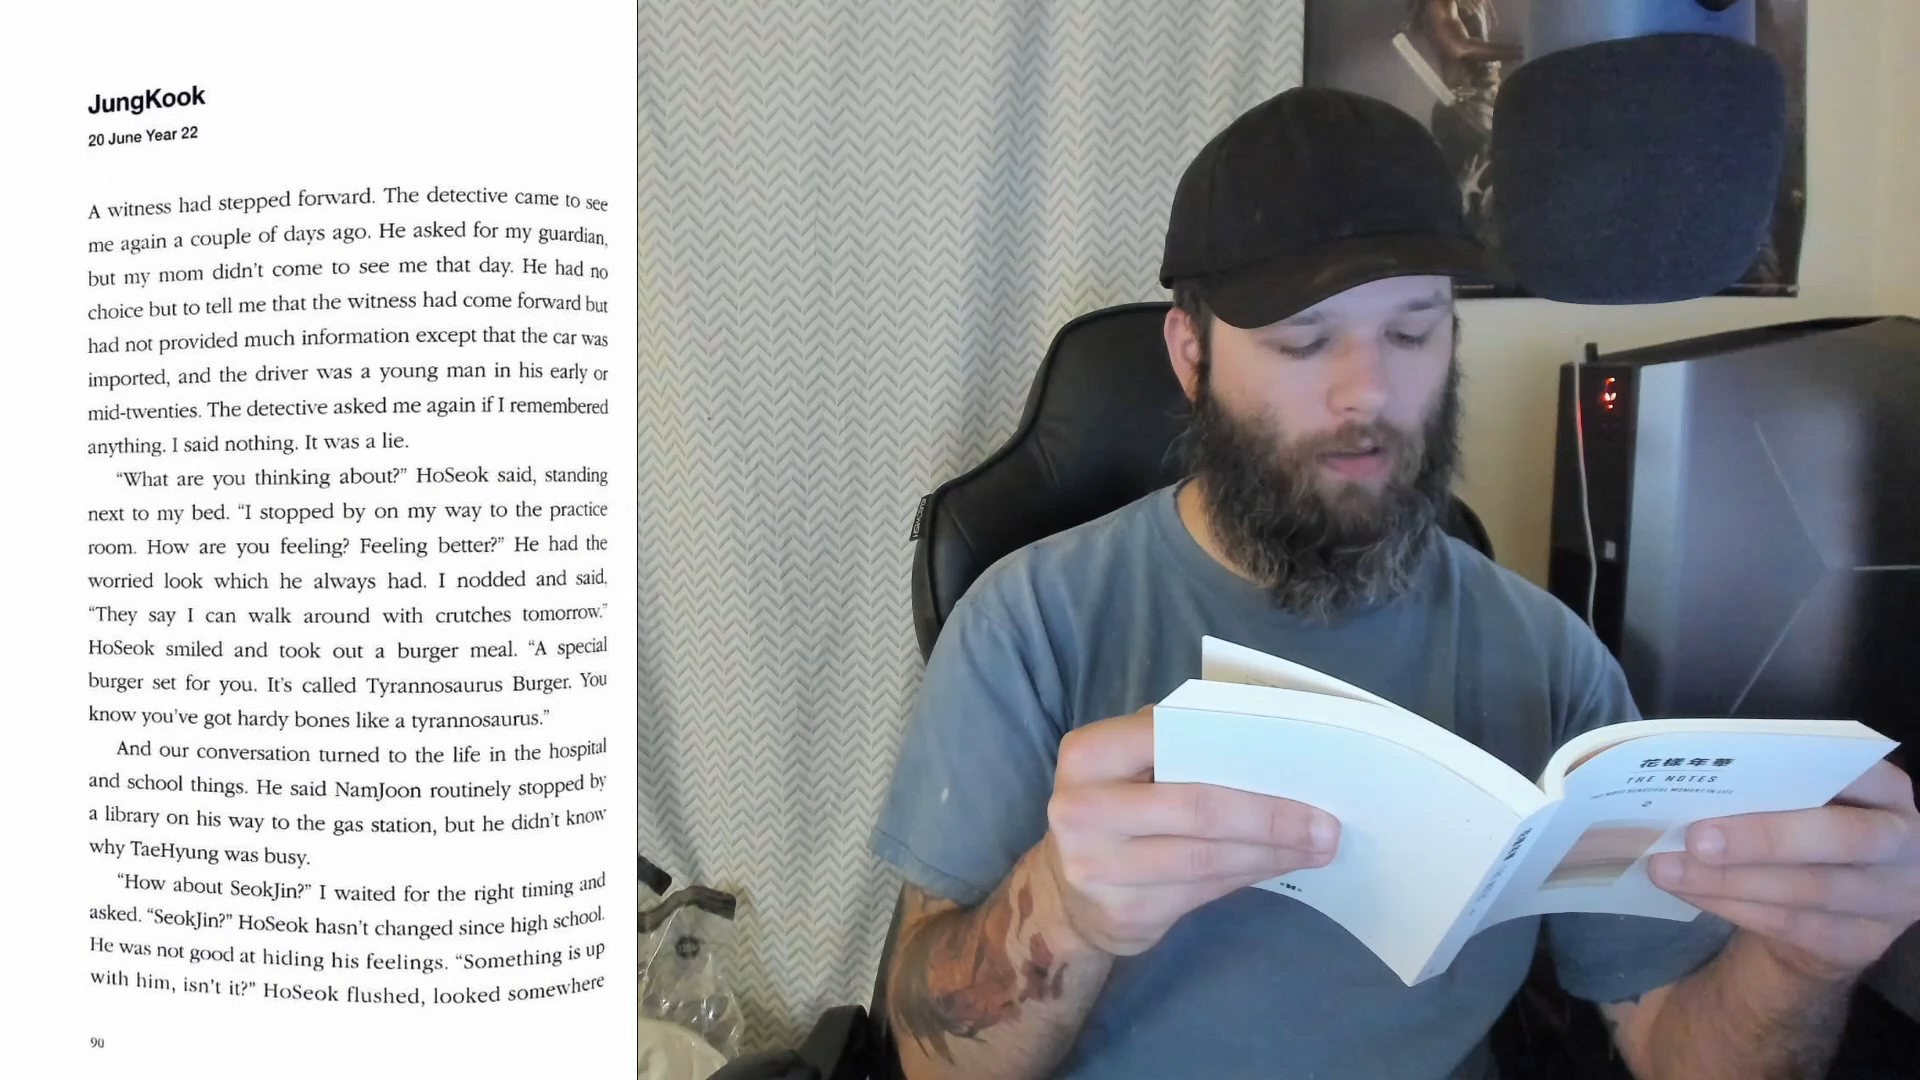 JungKook
20 June Year 22
A witness had stepped forward. The detective came to see
me again a couple of days ago. He asked for my guardian,
but my mom didn't come to see me that day. He had no
choice but to tell me that the witness had come forward but
had not provided much information except that the car was
imported, and the driver was a young man in his early or
mid-twenties. The detective asked me again if I remembered
anything. I said nothing. It was a lie.
“What are you thinking about?” HoSeok said, standing
next to my bed. “I stopped by on my way to the practice
room. How are you feeling? Feeling better?” He had the
worried look which he always had. I nodded and said,
“They say I can walk around with crutches tomorrow.”
HoSeok smiled and took out a burger meal. “A special
burger set for you. It's called Tyrannosaurus Burger. You
know you've got hardy bones like a tyrannosaurus.”
And our conversation turned to the life in the hospital
and school things. He said NamJoon routinely stopped by
a library on his way to the gas station, but he didn't know
why TaeHyung was busy.
“How about SeokJin?” I waited for the right timing and
asked. “SeokJin?” HoSeok hasn't changed since high school.
He was not good at hiding his feelings. “Something is up
with him, isn't it?” HoSeok flushed, looked somewhere
90
花樣年華
THE NOTES
THE MOST BEAUTIFUL MOMENT IN LIFE
2